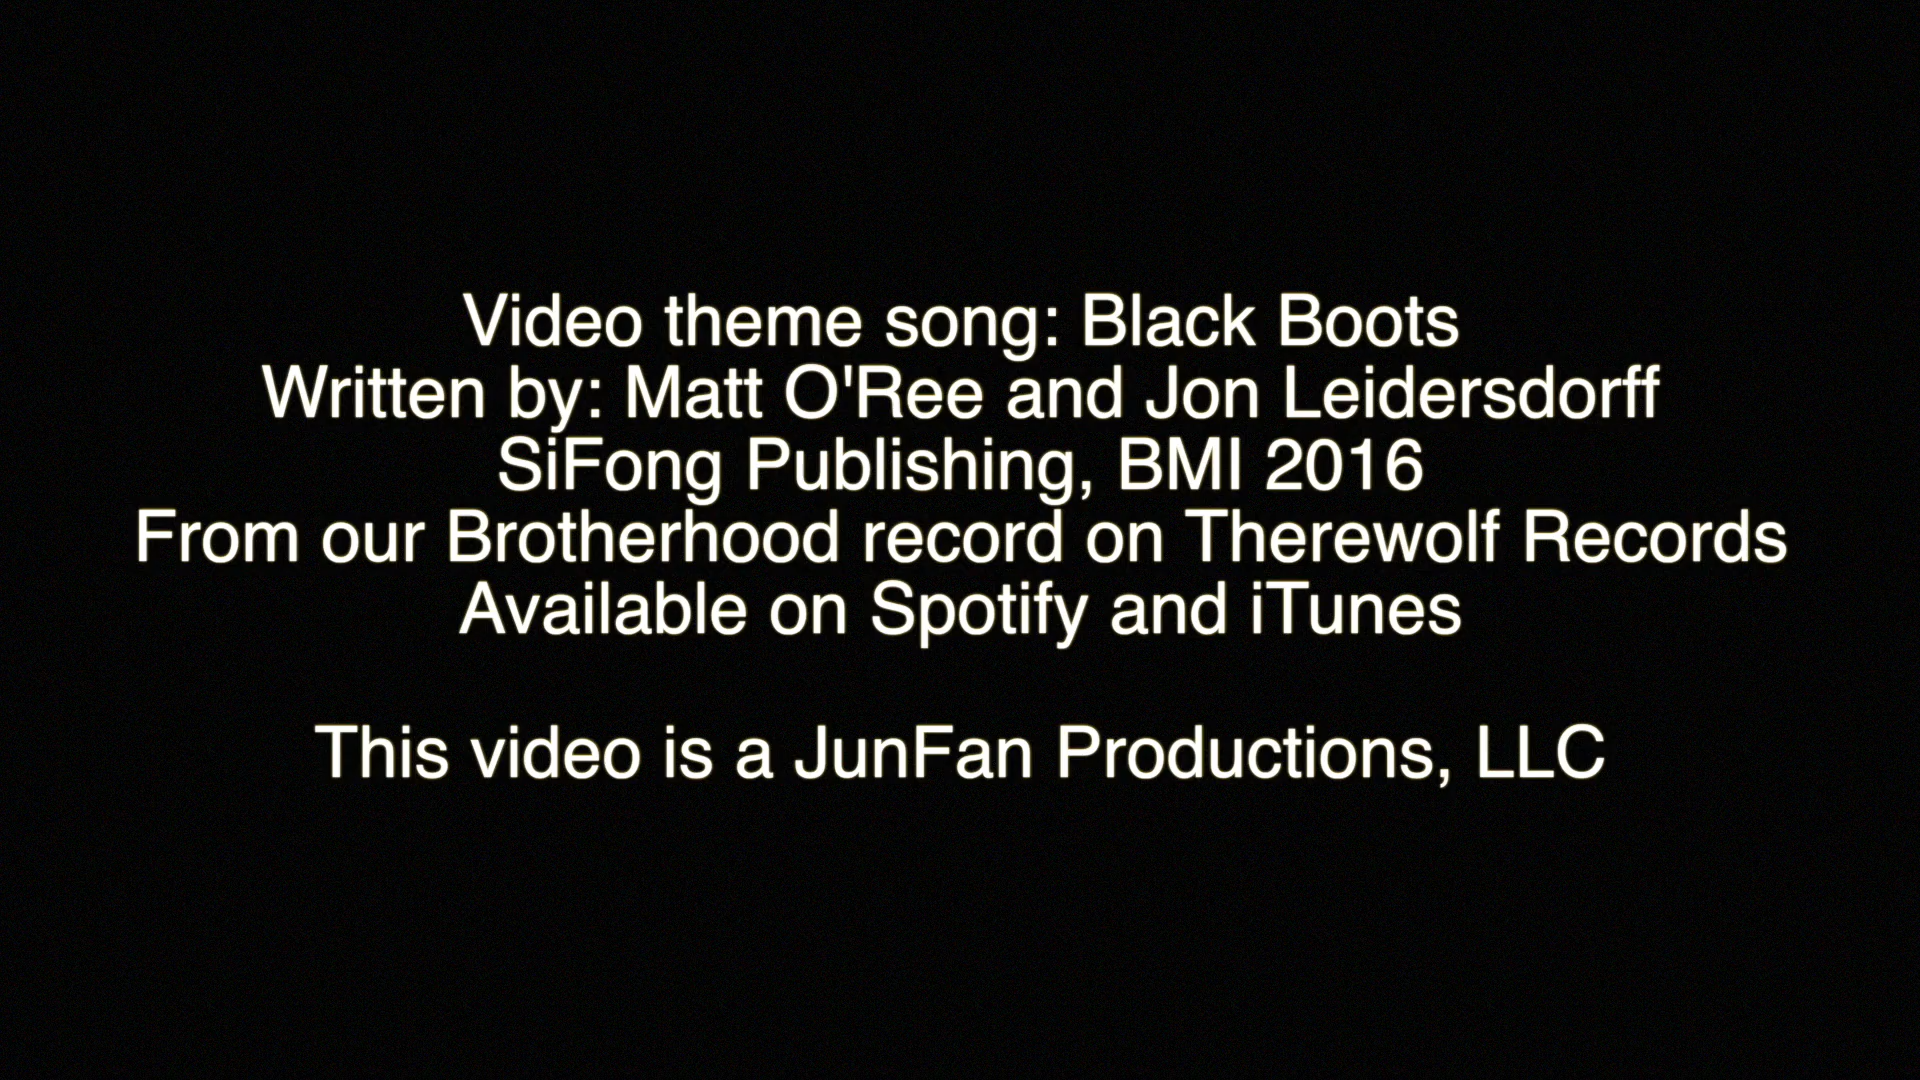 Video theme song: Black Boots
Written by: Matt O'Ree and Jon Leidersdorff
SiFong Publishing, BMI 2016
From our Brotherhood record on Therewolf Records
Available on Spotify and iTunes
This video is a JunFan Productions, LLC